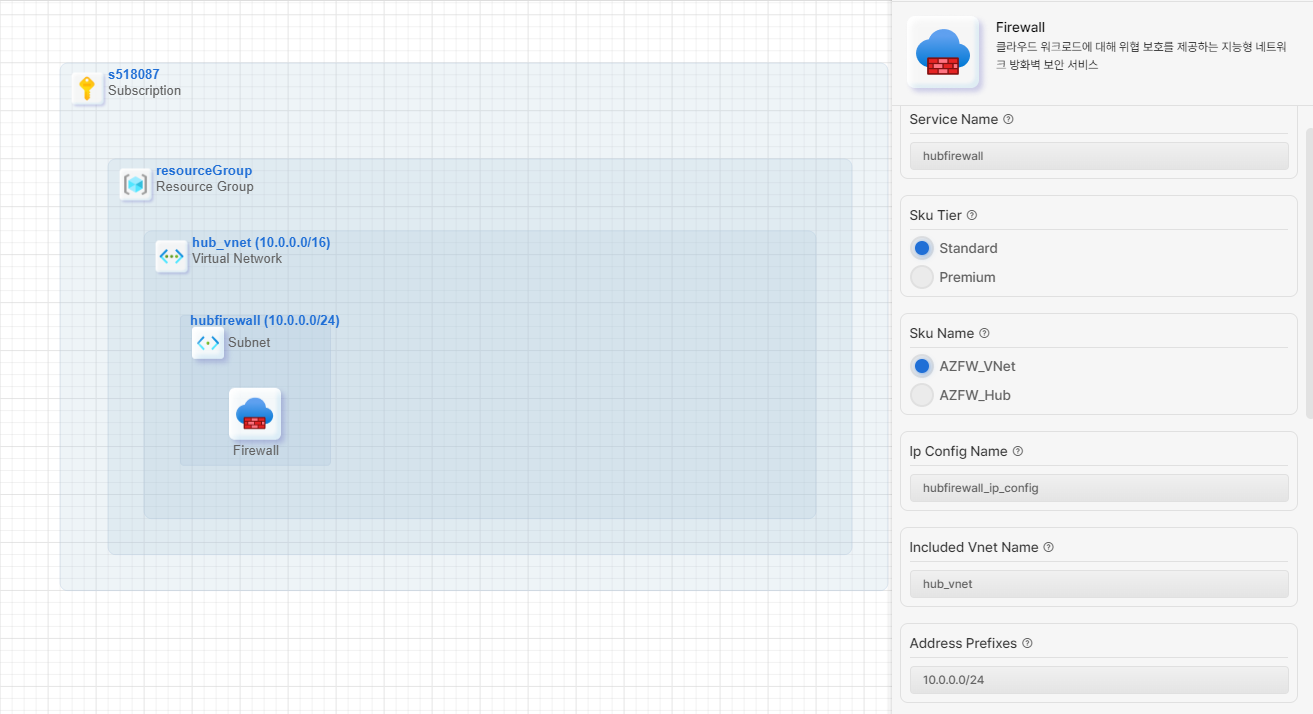 s518087
Subscription
resourceGroup
Resource Group
hub_vnet (10.0.0.0/16)
Virtual Network
hubfirewall (10.0.0.0/24)
Subnet
Firewall
Firewall
클라우드 워크로드에 대해 위협 보호를 제공하는 지능형 네트워
크 방화벽 보안 서비스
Service Name
hubfirewall
Sku Tier
Standard
Premium
Sku Name
AZFW_VNet
AZFW_Hub
Ip Config Name
hubfirewall_ip_config
Included Vnet Name
hub_vnet
Address Prefixes
10.0.0.0/24